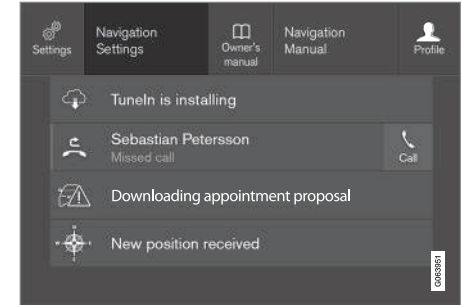 Settings
Navigation
Settings
Owner's
manual
Navigation
Manual
Profile
TuneIn is installing
Sebastian Petersson
Missed call
Call
Downloading appointment proposal
New position received
G063951